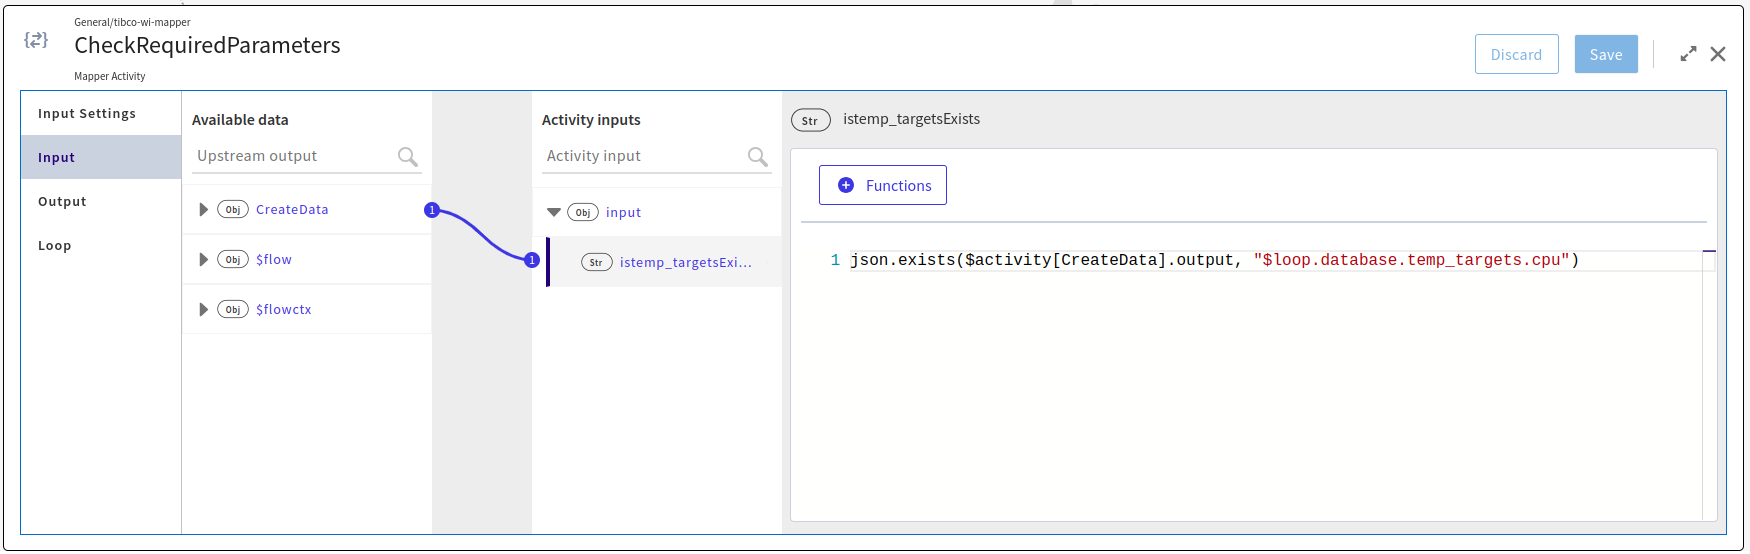 General/tibco-wi-mapper
CheckRequiredParameters
Mapper Activity
Discard
Save
Input Settings
Input
Output
Loop
Available data
Upstream output
Obj CreateData
Obj $flow
Obj $flowctx
1
1
Activity inputs
Activity input
Obj input
Str istemp_targetsExi...
Str istemp_targetsExists
+ Functions
1 json.exists($activity[CreateData].output, "$loop.database.temp_targets.cpu")